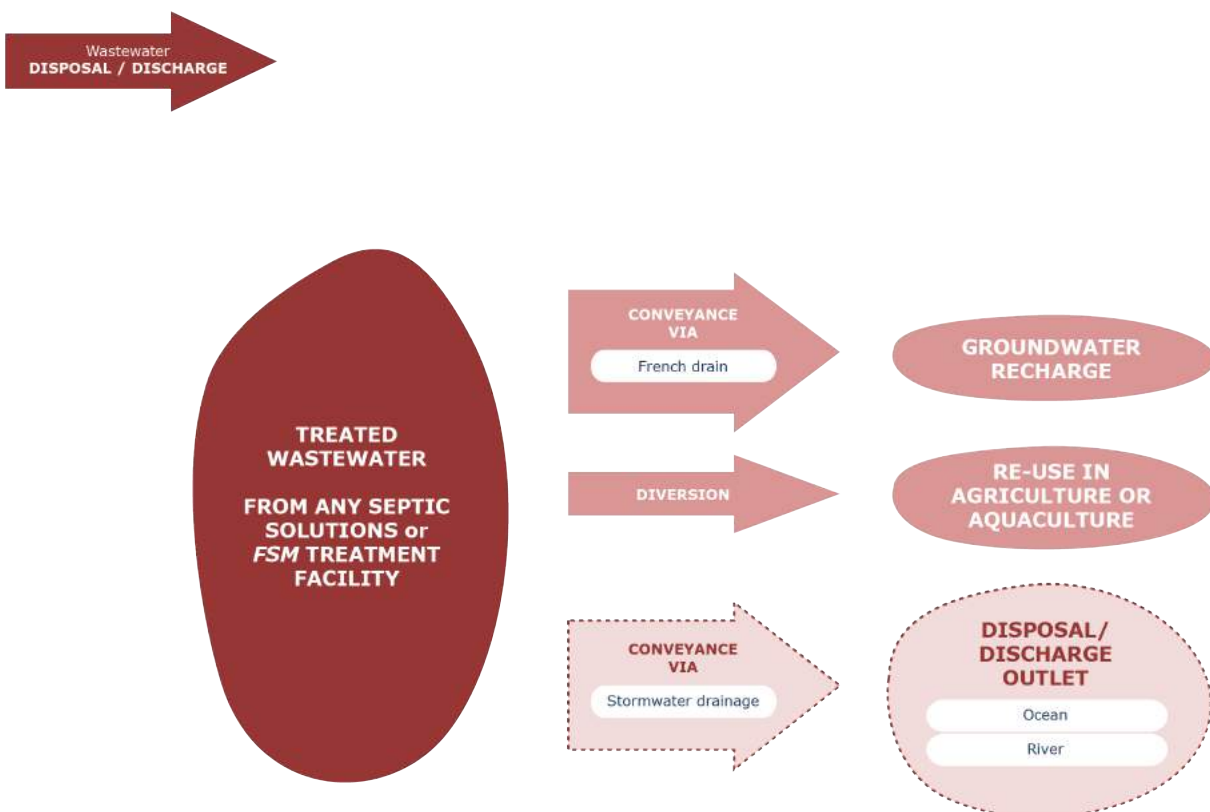 Wastewater
DISPOSAL / DISCHARGE
TREATED
WASTEWATER
FROM ANY SEPTIC
SOLUTIONS or
FSM TREATMENT
FACILITY
CONVEYANCE
VIA
French drain
GROUNDWATER
RECHARGE
DIVERSION
RE-USE IN
AGRICULTURE OR
AQUACULTURE
CONVEYANCE
VIA
Stormwater drainage
DISPOSAL/
DISCHARGE
OUTLET
Ocean
River